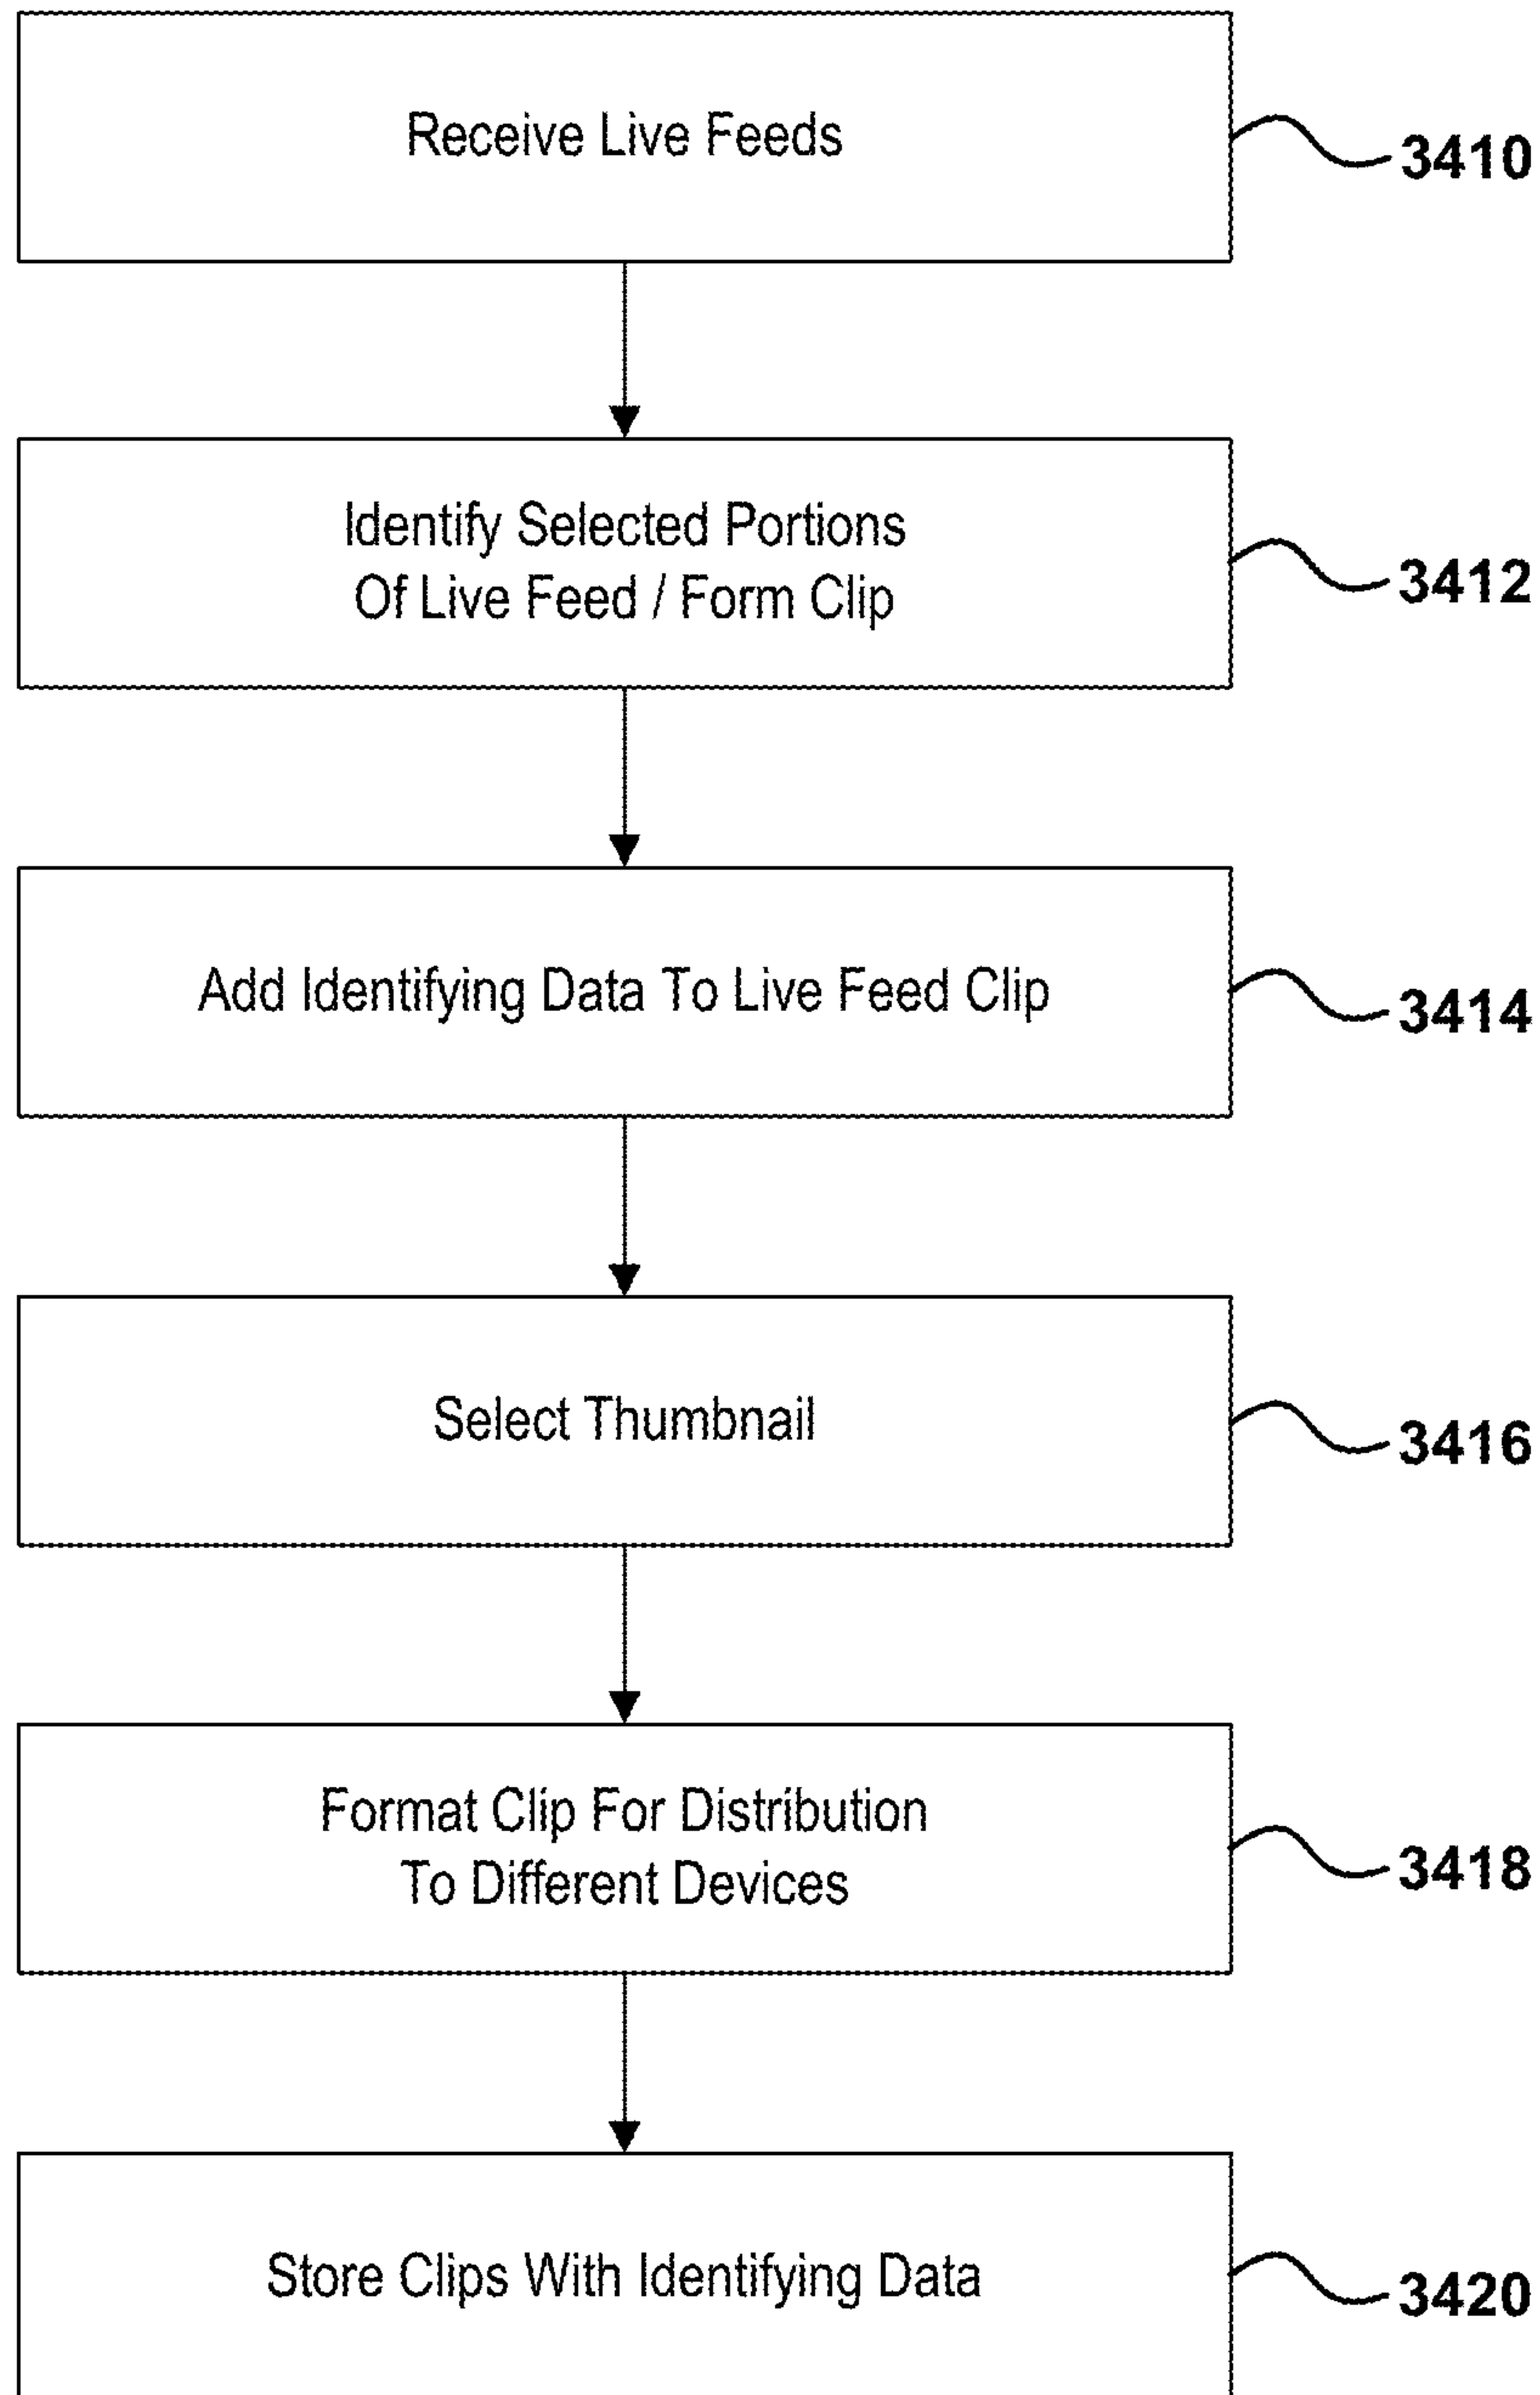 Receive Live Feeds
3410
Identify Selected Portions
Of Live Feed / Form Clip
3412
Add Identifying Data To Live Feed Clip
3414
Select Thumbnail
3416
Format Clip For Distribution
To Different Devices
3418
Store Clips With Identifying Data
3420